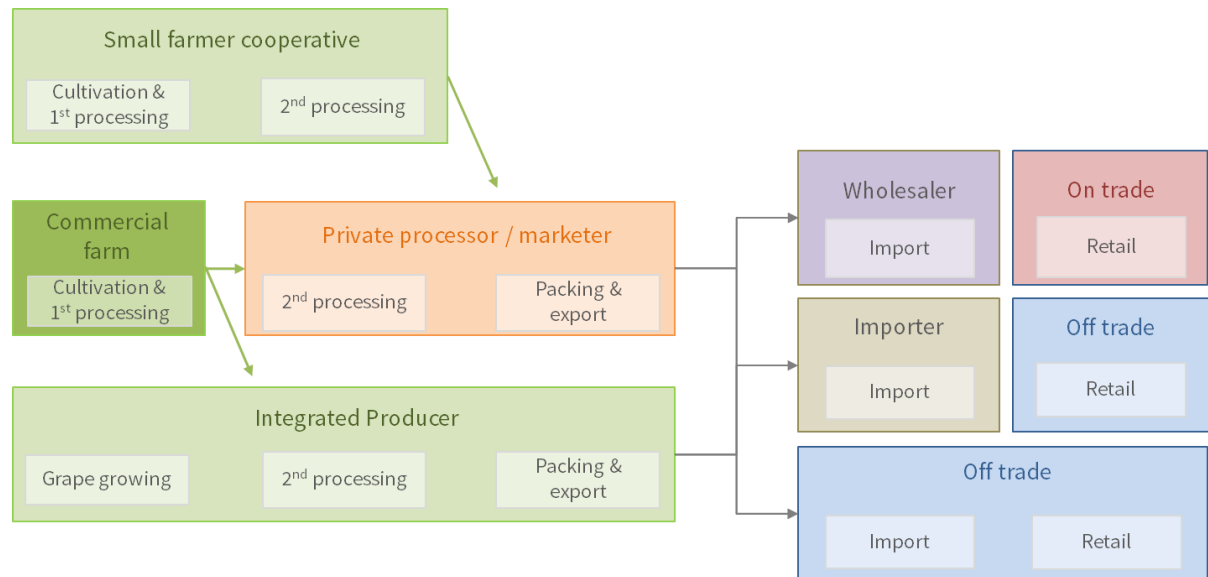 Small farmer cooperative
Cultivation &
1st processing
2nd processing
Commercial
farm
Cultivation &
1st processing
Private processor / marketer
2nd processing
Packing &
export
Integrated Producer
Grape growing
2nd processing
Packing &
export
Wholesaler
Import
On trade
Retail
Importer
Import
Off trade
Retail
Off trade
Import
Retail